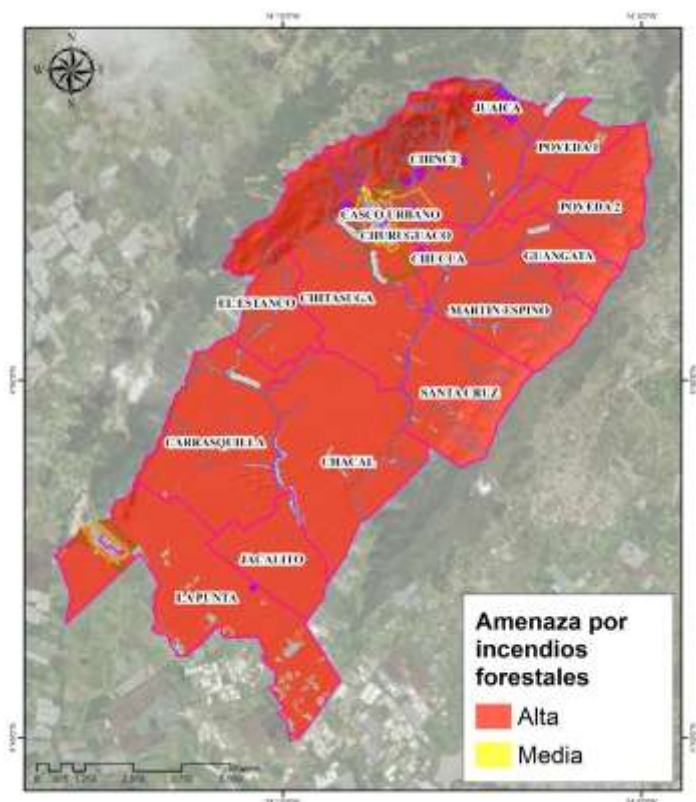 N
W
E
S
JUAICA
POVEDA 1
CHINCE
POVEDA 2
CASCO URBANO
CHURUGUACO
CHUCUA
GUANGATA
EL ESTANCO
CHITASUGA
MARTIN ESPINO
SANTA CRUZ
CARRASQUILLA
CHACAL
JACALITO
LA PUNTA
Amenaza por
incendios
forestales
Alta
Media